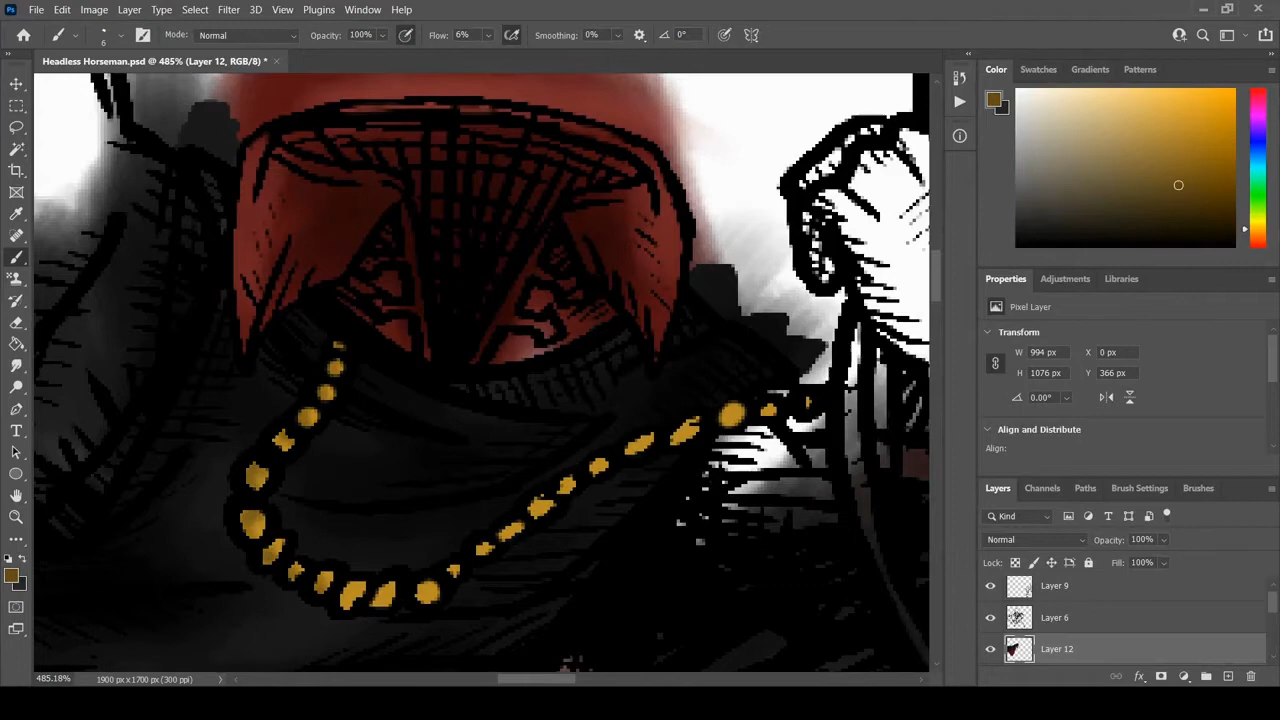 Ps File Edit Image Layer Type Select Filter 3D View Plugins Window Help
6 Mode: Normal Opacity: 100% Flow: 6% Smoothing: 0% 0°
Headless Horseman.psd @ 485% (Layer 12, RGB/8) *
Color Swatches Gradients Patterns
Properties Adjustments Libraries
Pixel Layer
Transform
W 994 px X 0 px
H 1076 px Y 366 px
0.00°
Align and Distribute
Align:
Layers Channels Paths Brush Settings Brushes
Kind
Normal Opacity: 100%
Lock: Fill: 100%
Layer 9
Layer 6
Layer 12
485.18% 1900 px x 1700 px (300 ppi)